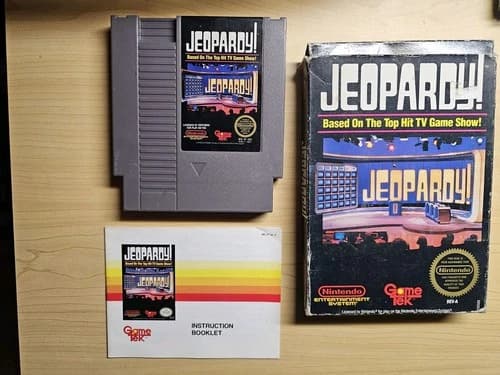 JEOPARDY!
Based On The Top Hit TV Game Show!
JEOPARDY!
Nintendo
Game Tek
JEOPARDY!
Based On The Top Hit TV Game Show!
JEOPARDY!
Nintendo
ENTERTAINMENT
SYSTEM
Game
Tek
Nintendo
REV-A
JEOPARDY!
Based On The Top Hit TV Game Show!
JEOPARDY!
Game
Tek
INSTRUCTION
BOOKLET